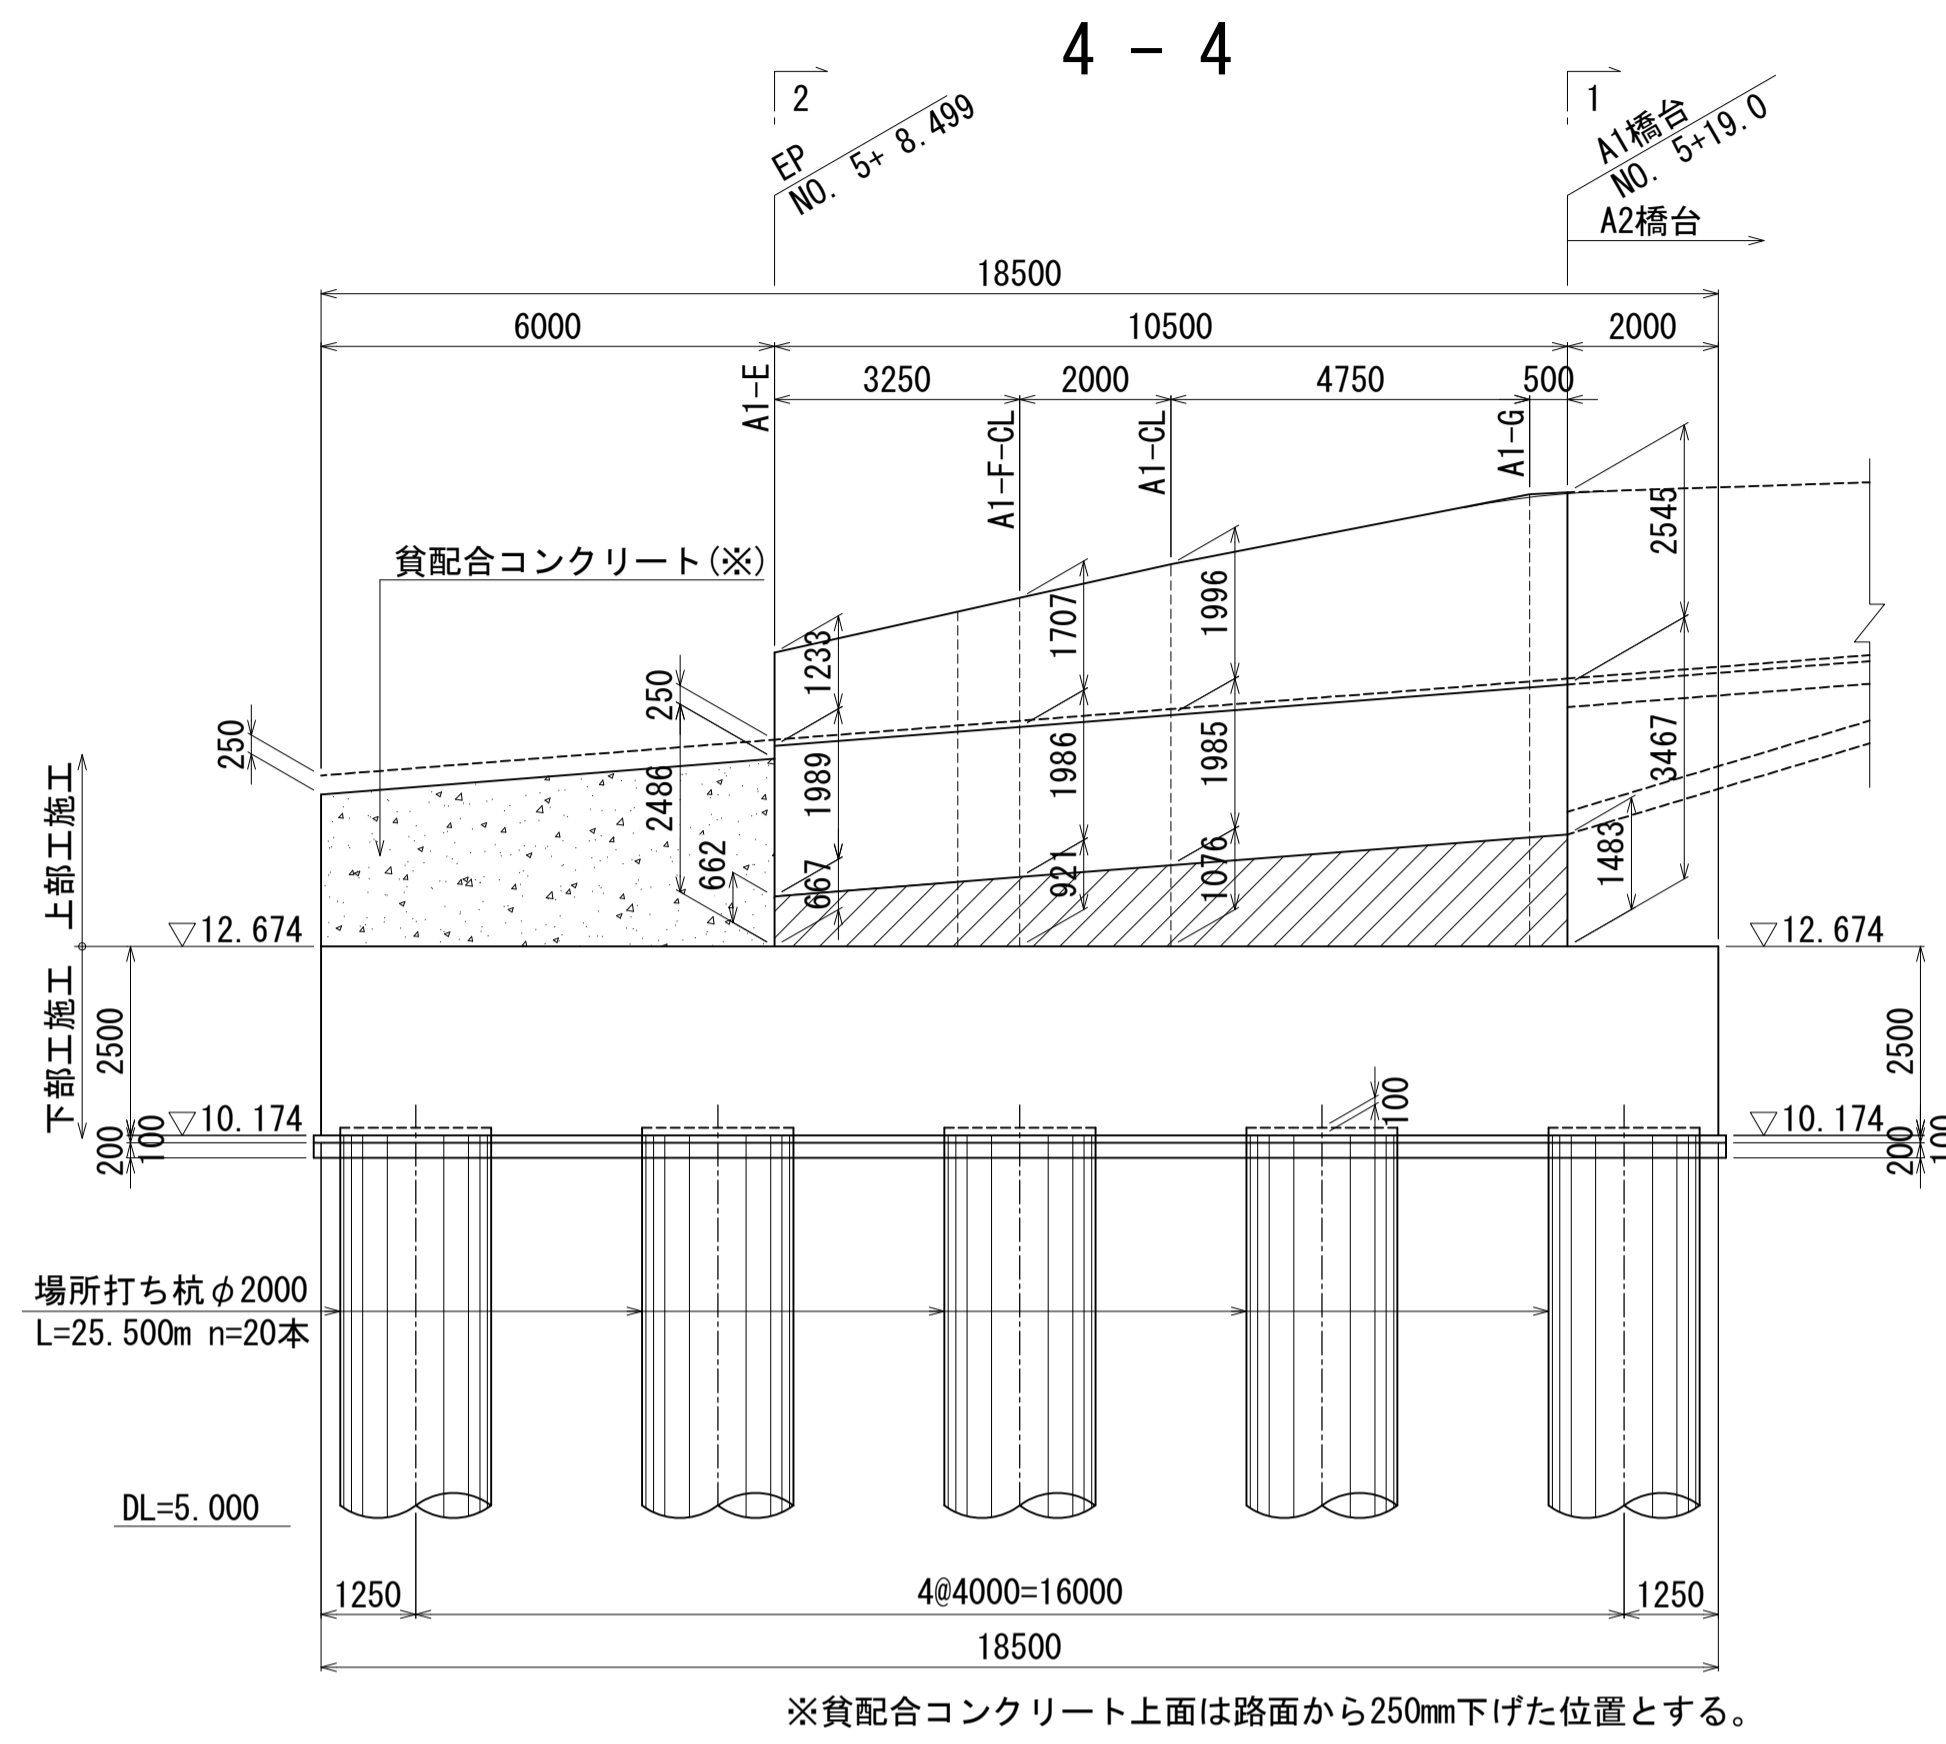 4 - 4
2
1
EP
NO. 5+ 8.499
A1橋台
NO. 5+19.0
A2橋台
18500
6000
10500
2000
3250
2000
4750
500
A1-E
A1-F-CL
A1-CL
A1-G
貧配合コンクリート(※)
250
250
2486
662
1233
1989
667
1707
1986
921
1996
1985
1076
2545
3467
1483
上部工施工
下部工施工
▽12.674
▽12.674
2500
2500
▽10.174
▽10.174
200
100
100
200
100
場所打ち杭φ2000
L=25.500m n=20本
DL=5.000
1250
4@4000=16000
1250
18500
※貧配合コンクリート上面は路面から250mm下げた位置とする。